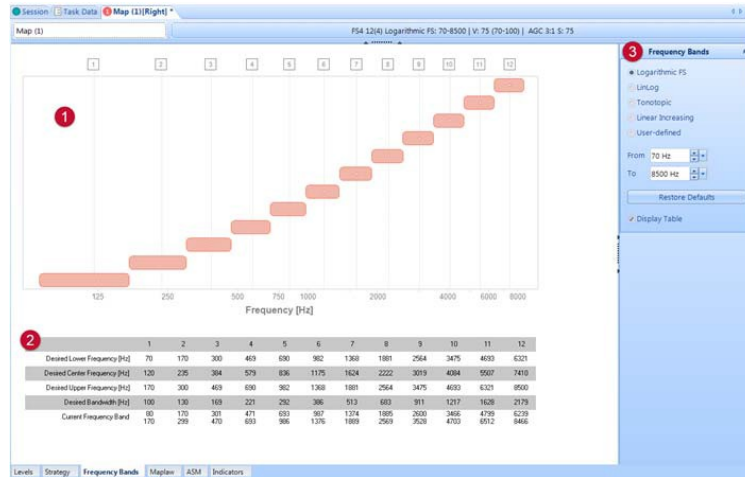 Session Task Data Map (1)[Right] *
Map (1) FS4 12(4) Logarithmic FS: 70-8500 | V: 75 (70-100) | AGC 3:1 S: 75
1 2 3 4 5 6 7 8 9 10 11 12
1
125 250 500 750 1000 2000 4000 6000 8000
Frequency [Hz]
2
1 2 3 4 5 6 7 8 9 10 11 12
Desired Lower Frequency [Hz] 70 170 300 469 690 982 1368 1881 2564 3475 4693 6321
Desired Center Frequency [Hz] 120 235 384 579 836 1175 1624 2222 3019 4084 5507 7410
Desired Upper Frequency [Hz] 170 300 469 690 982 1368 1881 2564 3475 4693 6321 8500
Desired Bandwidth [Hz] 100 130 169 221 292 386 513 683 911 1217 1628 2179
Current Frequency Band 80 170 301 471 693 987 1374 1885 2600 3466 4799 6239
170 299 470 693 986 1376 1889 2569 3528 4703 6512 8466
3 Frequency Bands
Logarithmic FS
LinLog
Tonotopic
Linear Increasing
User-defined
From 70 Hz
To 8500 Hz
Restore Defaults
Display Table
Levels Strategy Frequency Bands Maplaw ASM Indicators